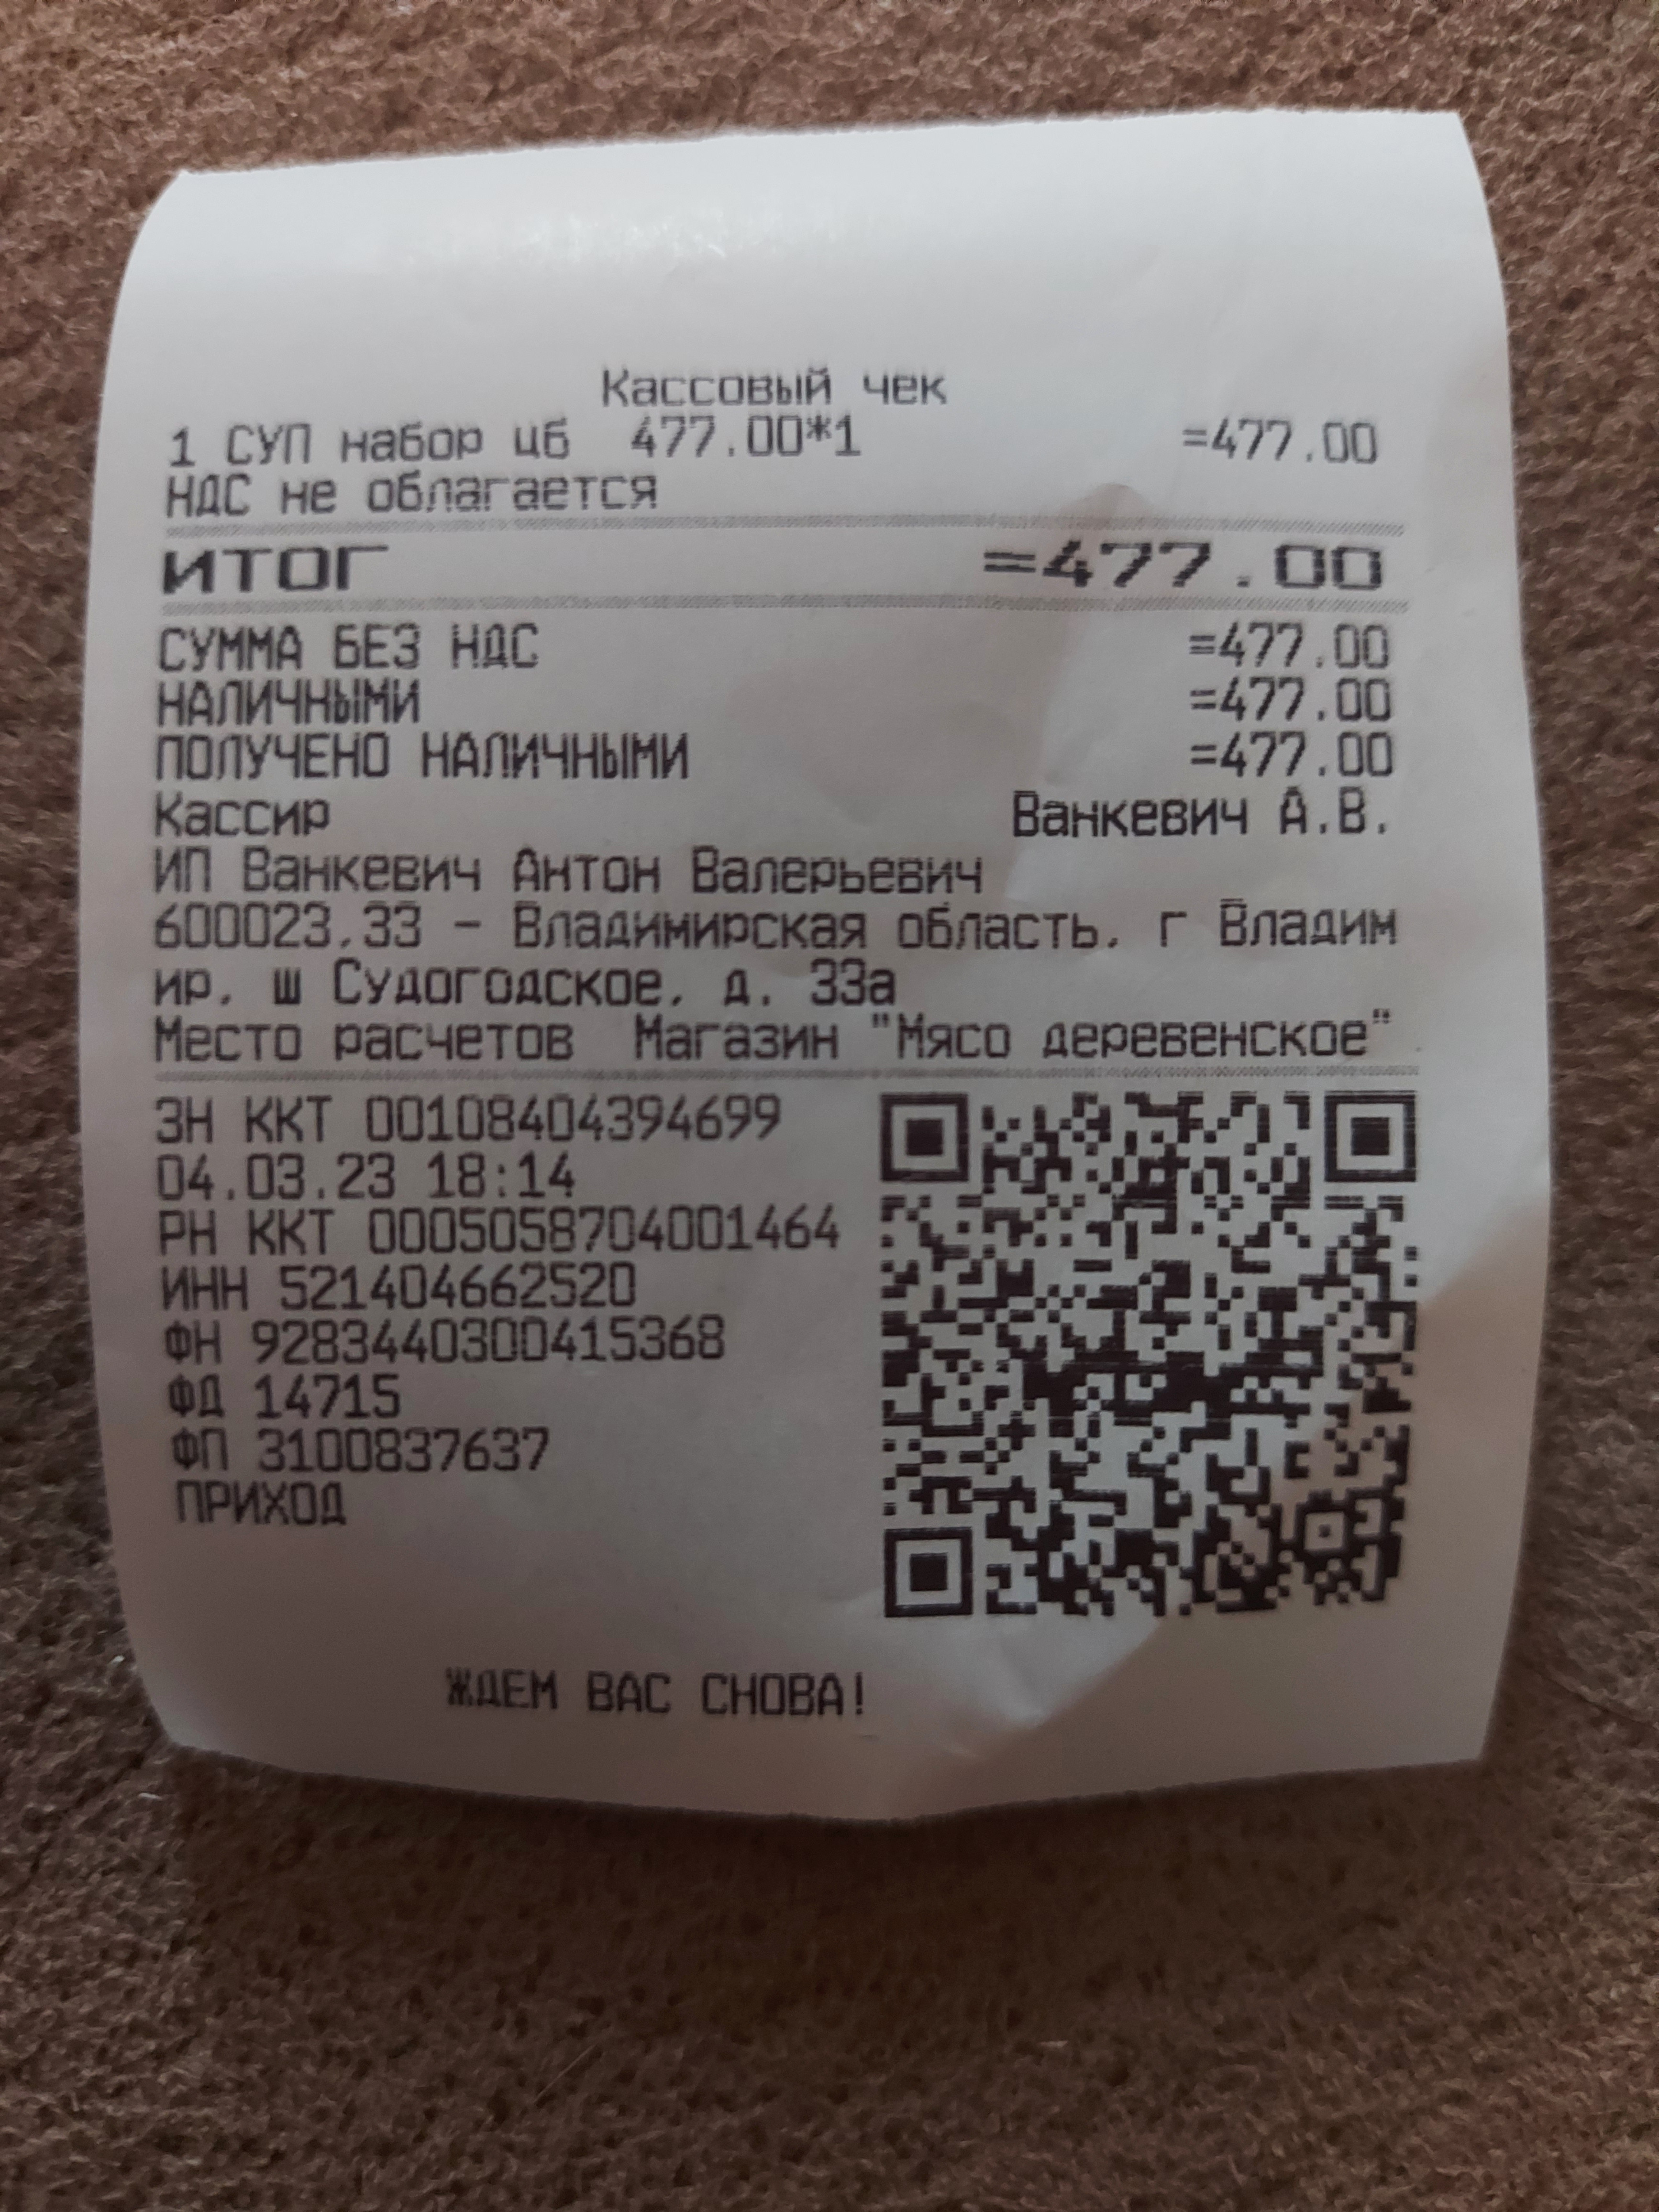 Кассовый чек
1 СУП набор цб 477.00*1 =477.00
НДС не облагается
ИТОГ =477.00
СУММА БЕЗ НДС =477.00
НАЛИЧНЫМИ =477.00
ПОЛУЧЕНО НАЛИЧНЫМИ =477.00
Кассир Ванкевич А.В.
ИП Ванкевич Антон Валерьевич
600023,33 - Владимирская область, г Владим
ир, ш Судогодское, д. 33а
Место расчетов Магазин "Мясо деревенское"
ЗН ККТ 00108404394699
04.03.23 18:14
РН ККТ 0005058704001464
ИНН 521404662520
ФН 9283440300415368
ФД 14715
ФП 3100837637
ПРИХОД
ЖДЕМ ВАС СНОВА!